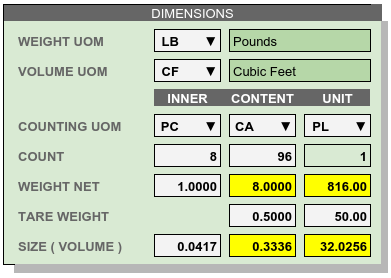 DIMENSIONS
WEIGHT UOM LB ▼ Pounds
VOLUME UOM CF ▼ Cubic Feet
INNER CONTENT UNIT
COUNTING UOM PC ▼ CA ▼ PL ▼
COUNT 8 96 1
WEIGHT NET 1.0000 8.0000 816.00
TARE WEIGHT 0.5000 50.00
SIZE ( VOLUME ) 0.0417 0.3336 32.0256